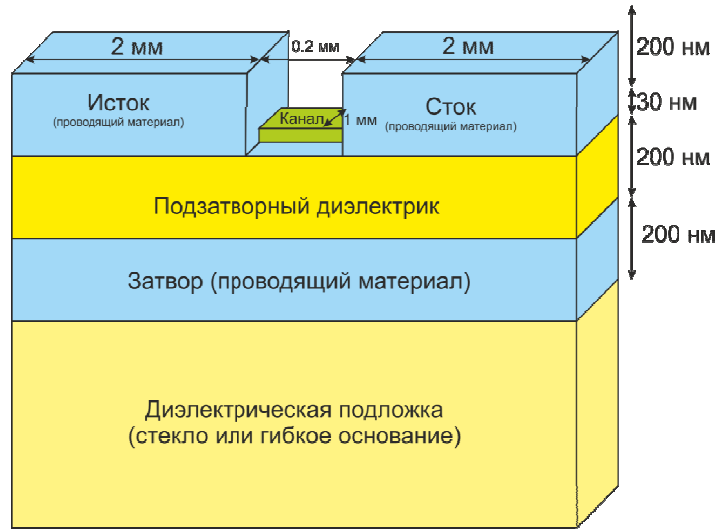 2 мм
0.2 мм
2 мм
200 нм
Исток
(проводящий материал)
Канал
1 мм
Сток
(проводящий материал)
30 нм
200 нм
Подзатворный диэлектрик
200 нм
Затвор (проводящий материал)
Диэлектрическая подложка
(стекло или гибкое основание)